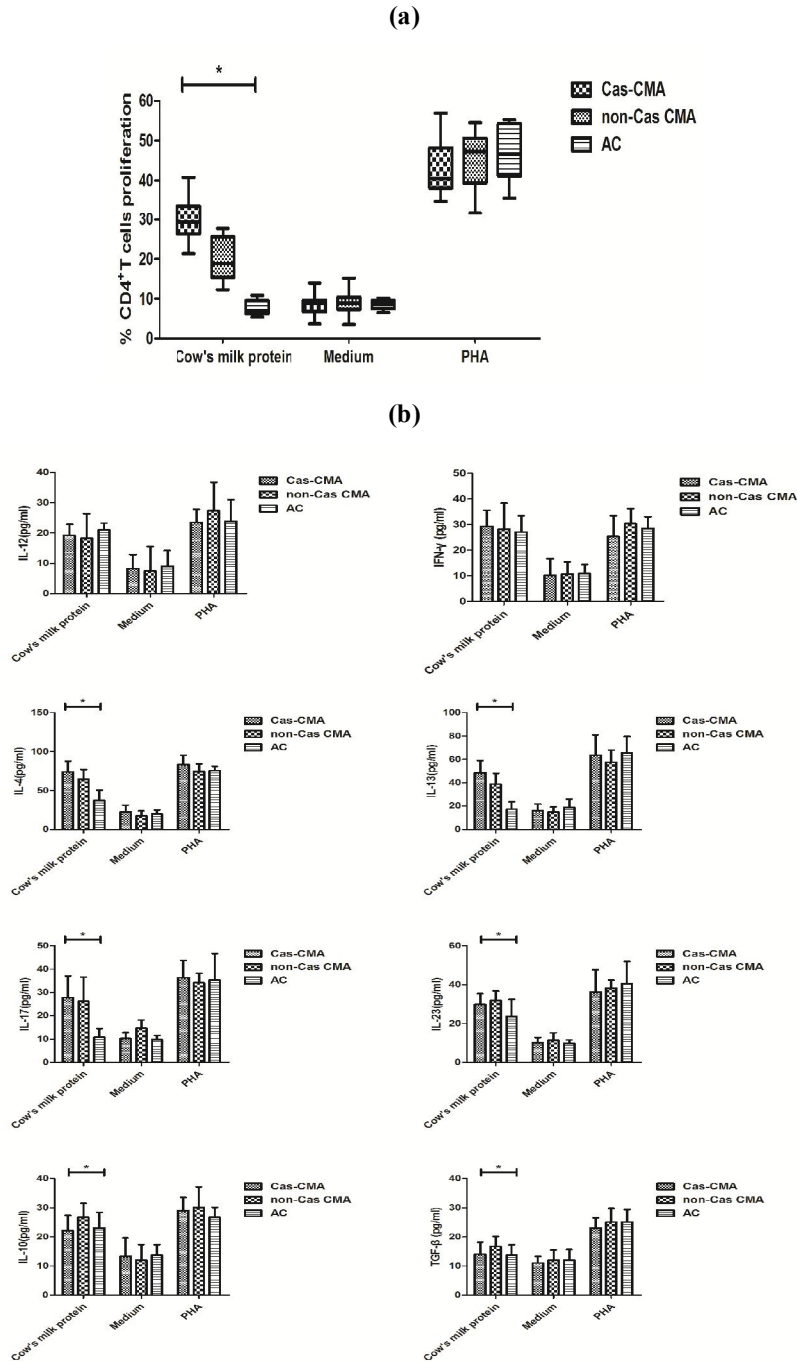 (a)
*
Cas-CMA
non-Cas CMA
AC
% CD4+T cells proliferation
60
50
40
30
20
10
0
Cow's milk protein
Medium
PHA
(b)
IL-12(pg/ml)
40
30
20
10
0
Cow's milk protein
Medium
PHA
Cas-CMA
non-Cas CMA
AC
IFN-γ (pg/ml)
50
40
30
20
10
0
Cow's milk protein
Medium
PHA
Cas-CMA
non-Cas CMA
AC
IL-4(pg/ml)
150
100
50
0
*
Cow's milk protein
Medium
PHA
Cas-CMA
non-Cas CMA
AC
IL-13(pg/ml)
100
80
60
40
20
0
*
Cow's milk protein
Medium
PHA
Cas-CMA
non-Cas CMA
AC
IL-17(pg/ml)
50
40
30
20
10
0
*
Cow's milk protein
Medium
PHA
Cas-CMA
non-Cas CMA
AC
IL-23(pg/ml)
60
40
20
0
*
Cow's milk protein
Medium
PHA
Cas-CMA
non-Cas CMA
AC
IL-10(pg/ml)
40
30
20
10
0
*
Cow's milk protein
Medium
PHA
Cas-CMA
non-Cas CMA
AC
TGF-β (pg/ml)
40
30
20
10
0
*
Cow's milk protein
Medium
PHA
Cas-CMA
non-Cas CMA
AC